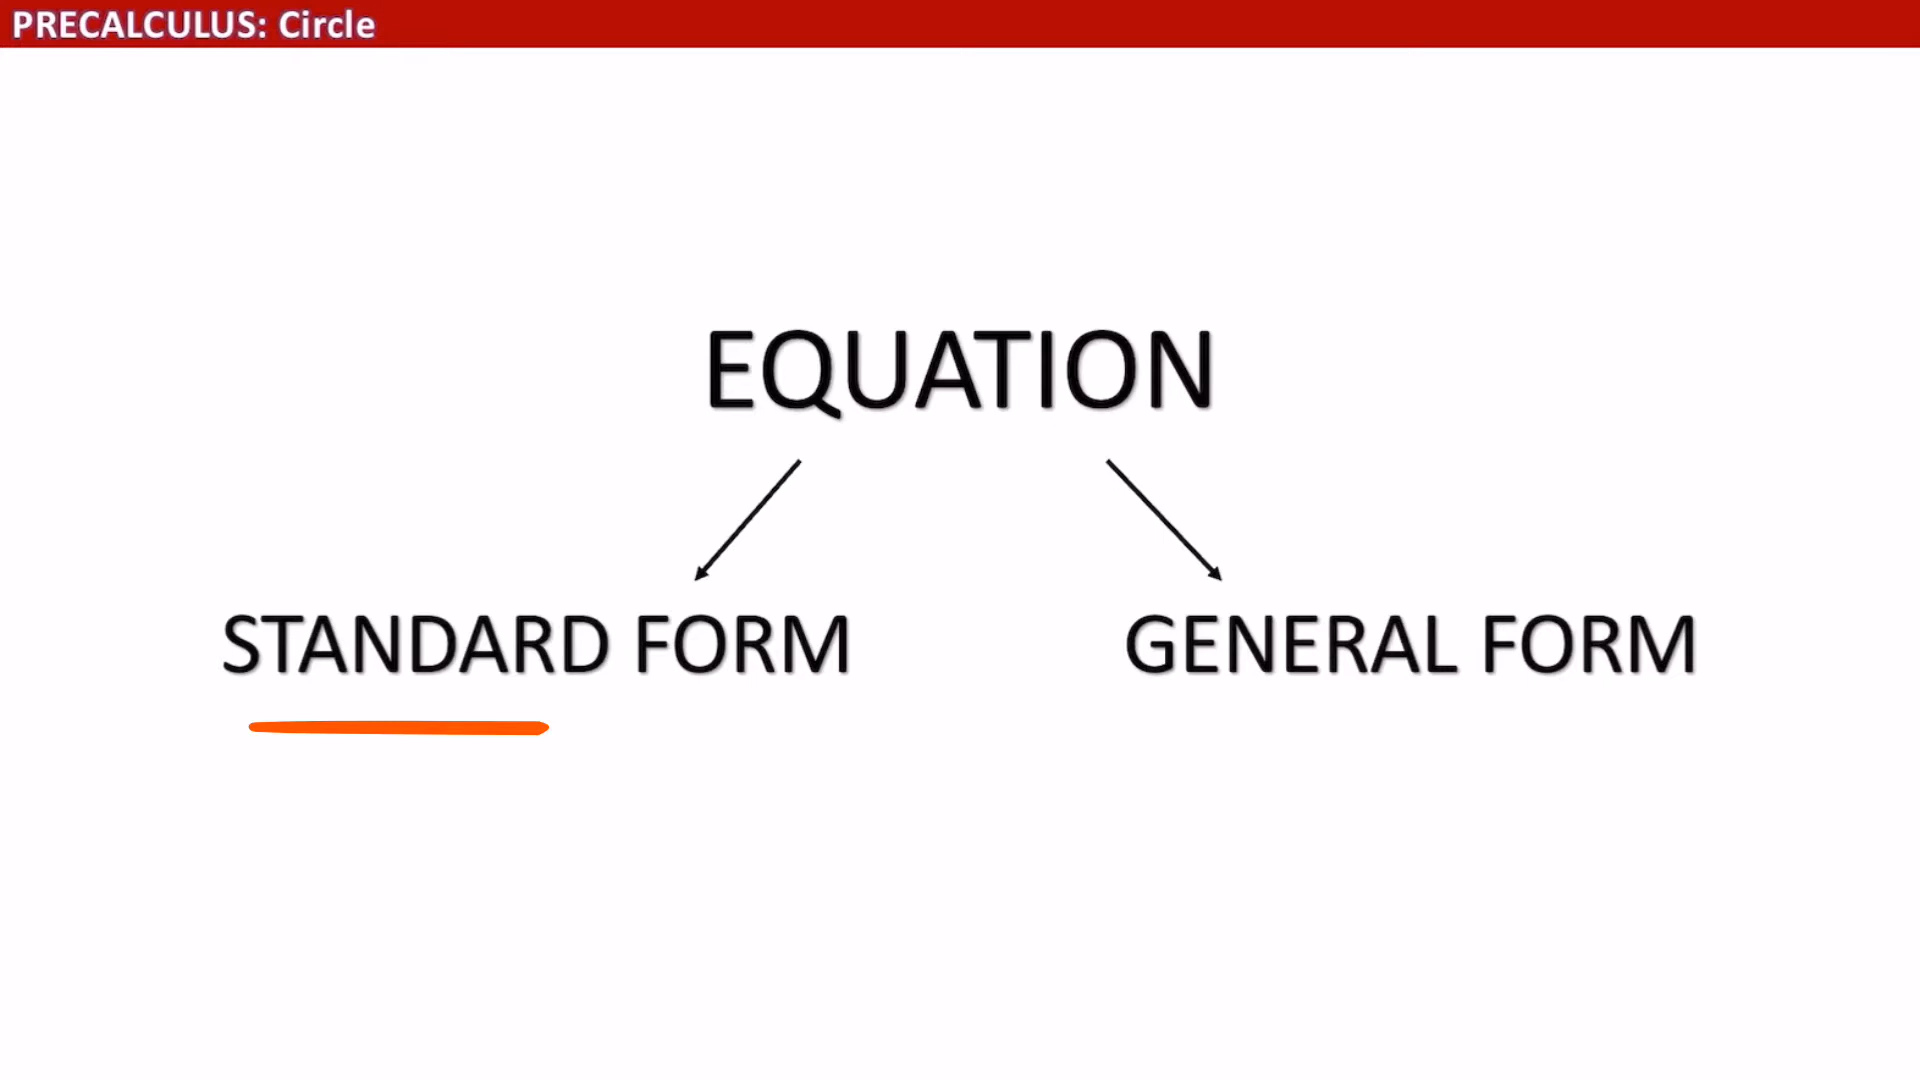 PRECALCULUS: Circle
EQUATION
STANDARD FORM
GENERAL FORM